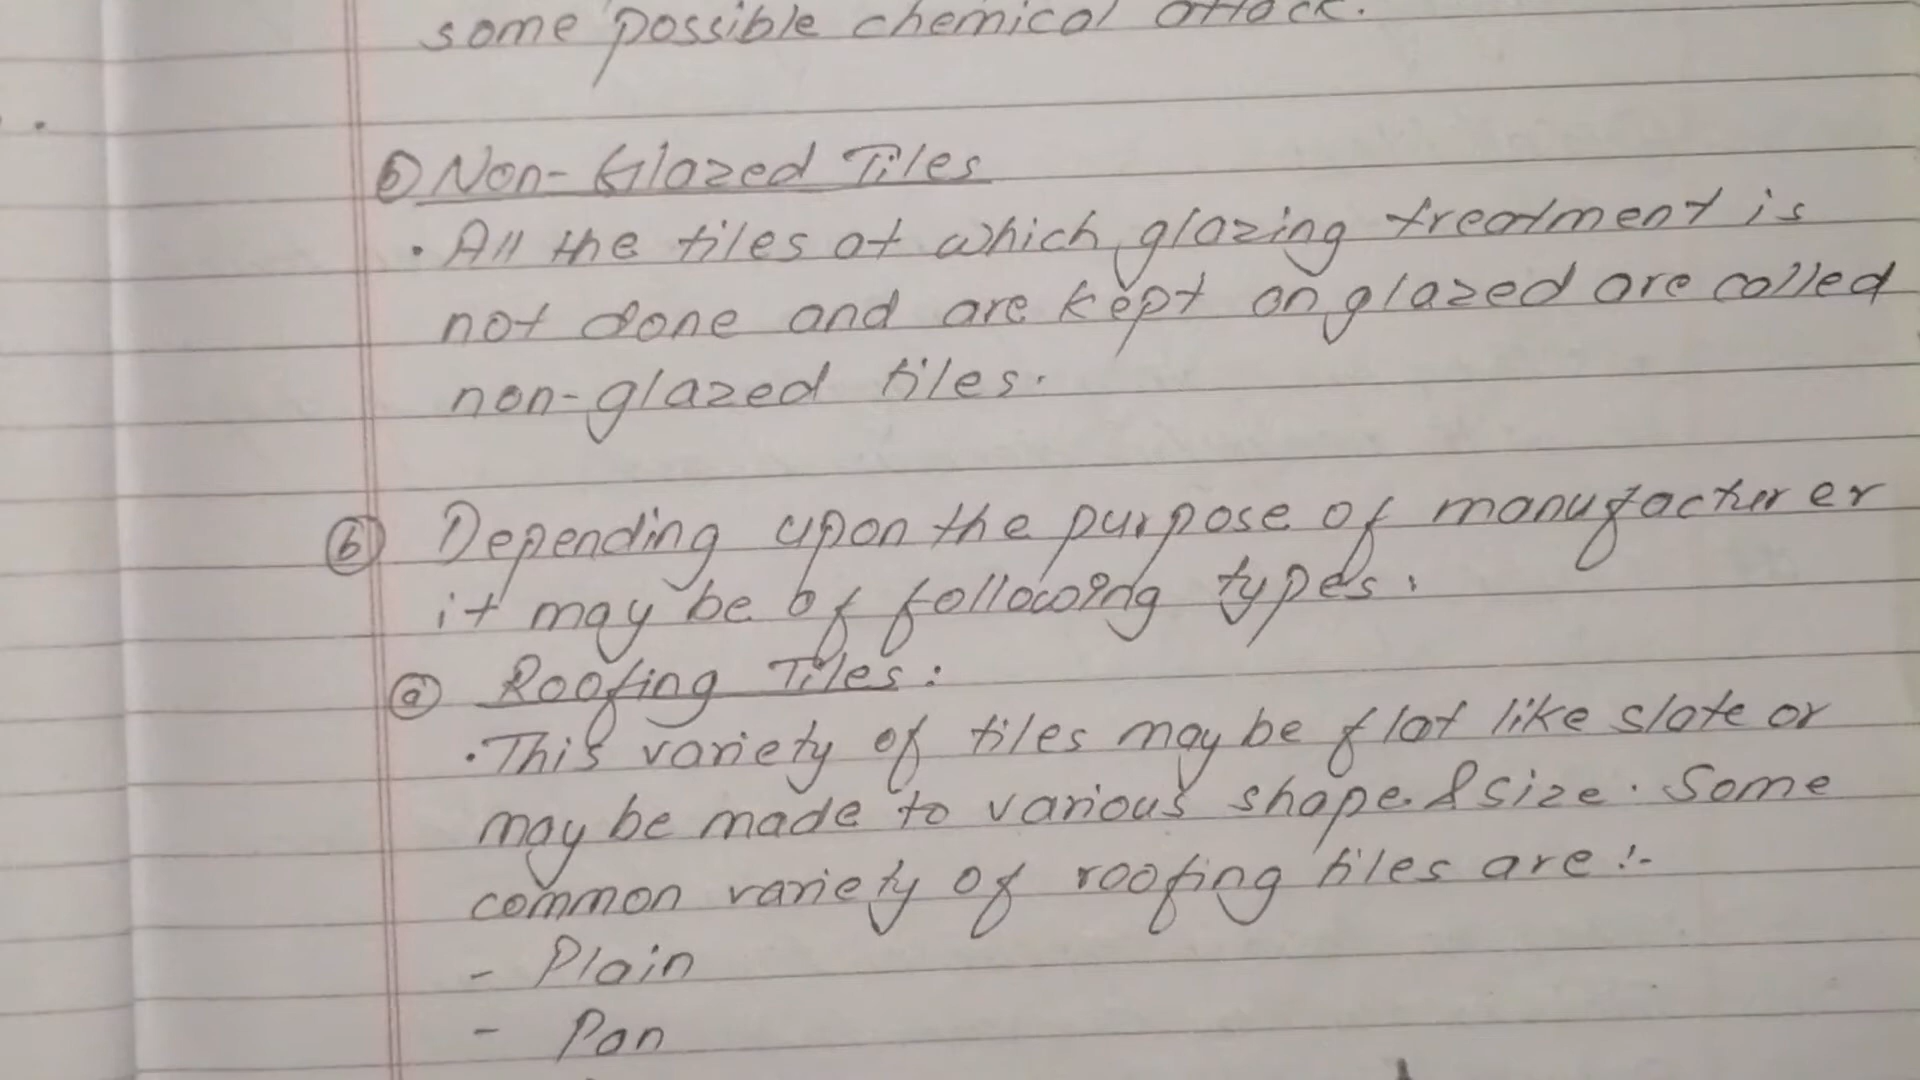 some possible chemical attack.
b) Non-Glazed Tiles
• All the tiles at which glazing treatment is
not done and are kept onglazed are called
non-glazed tiles.
(b) Depending upon the purpose of manufacturer
it may be of following types.
(a) Roofing Tiles:
• This variety of tiles may be flat like slate or
may be made to various shape & size. Some
common variety of roofing tiles are :-
- Plain
- Pan